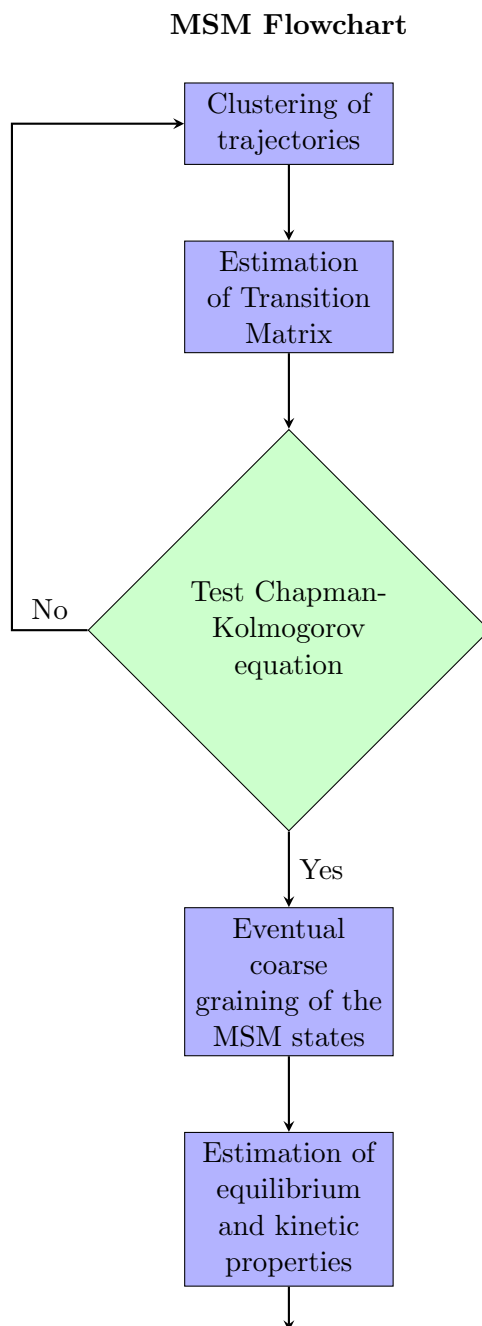 MSM Flowchart
Clustering of
trajectories
Estimation
of Transition
Matrix
Test Chapman-
Kolmogorov
equation
No
Yes
Eventual
coarse
graining of the
MSM states
Estimation of
equilibrium
and kinetic
properties